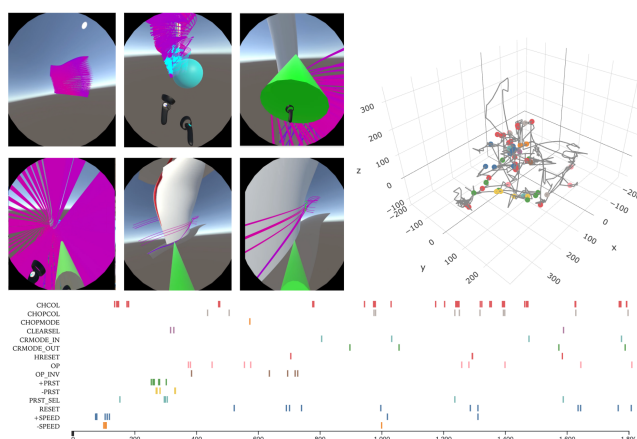 300
200
100
0
−100
−200
z
−100
0
100
200
y
300
200
100
0
−100
−200
x
CHCOL
CHOPCOL
CHOPMODE
CLEARSEL
CRMODE_IN
CRMODE_OUT
HRESET
OP
OP_INV
+PRST
-PRST
PRST_SEL
RESET
+SPEED
-SPEED
0 200 400 600 800 1,000 1,200 1,400 1,600 1,800